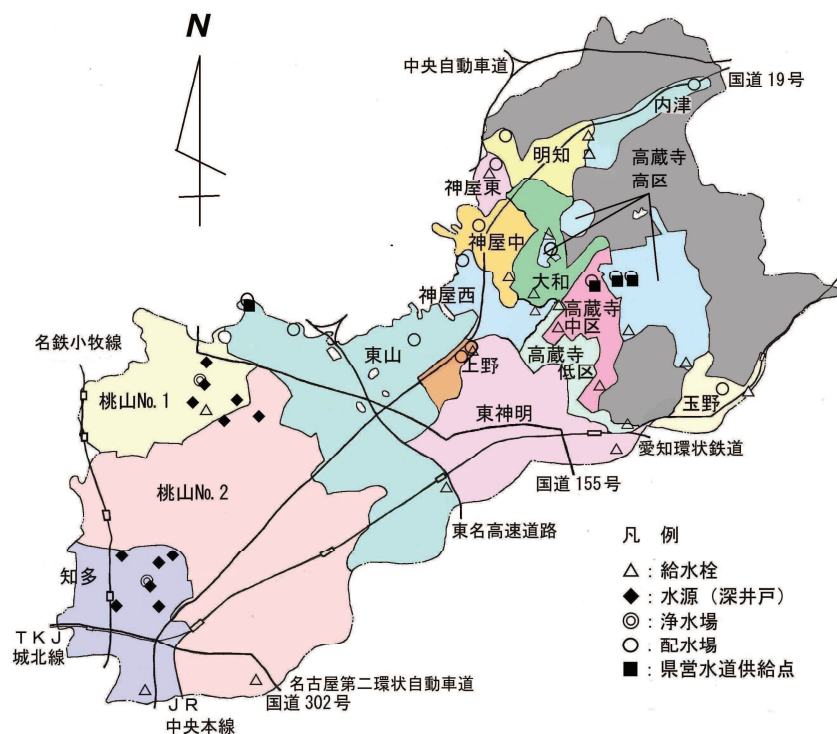 N
中央自動車道
国道19号
内津
明知
高蔵寺
高区
神屋東
神屋中
大和
神屋西
高蔵寺
中区
名鉄小牧線
東山
上野
高蔵寺
低区
玉野
桃山No.1
東神明
愛知環状鉄道
桃山No.2
国道155号
東名高速道路
凡 例
△：給水栓
◆：水源（深井戸）
◎：浄水場
○：配水場
■：県営水道供給点
知多
TKJ
城北線
名古屋第二環状自動車道
国道302号
JR
中央本線